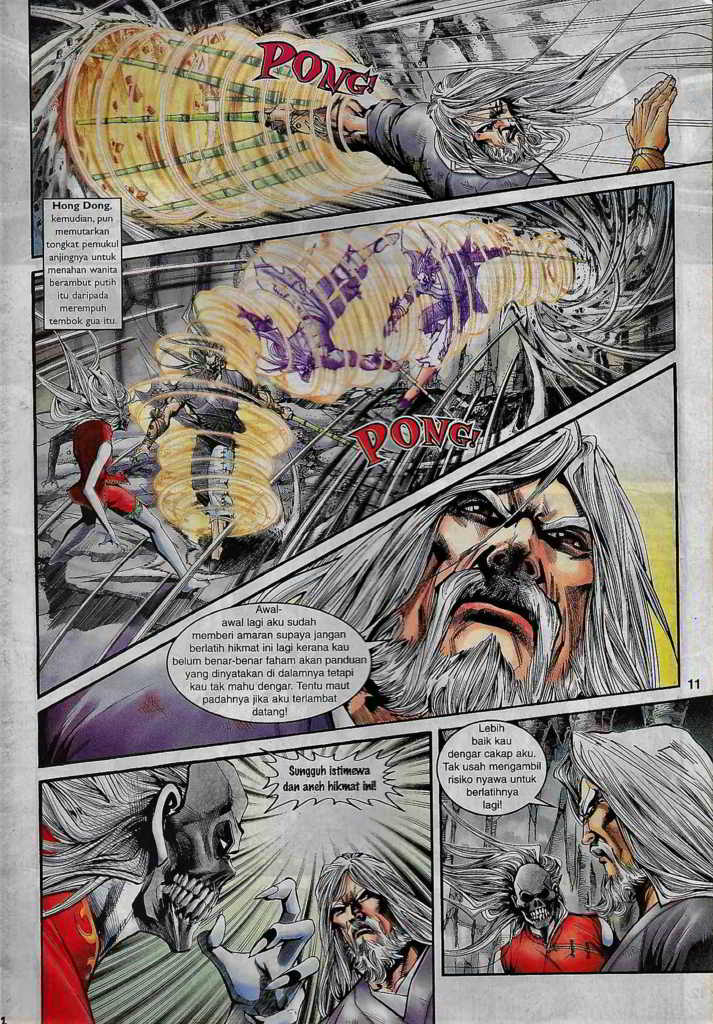 PONG!
Hong Dong,
kemudian, pun
memutarkan
tongkat pemukul
anjingnya untuk
menahan wanita
berambut putih
itu daripada
merempuh
tembok gua itu.
PONG!
Awal-
awal lagi aku sudah
memberi amaran supaya jangan
berlatih hikmat ini lagi kerana kau
belum benar-benar faham akan panduan
yang dinyatakan di dalamnya tetapi
kau tak mahu dengar. Tentu maut
padahnya jika aku terlambat
datang!
11
Sungguh istimewa
dan aneh hikmat ini!
Lebih
baik kau
dengar cakap aku.
Tak usah mengambil
risiko nyawa untuk
berlatihnya
lagi!